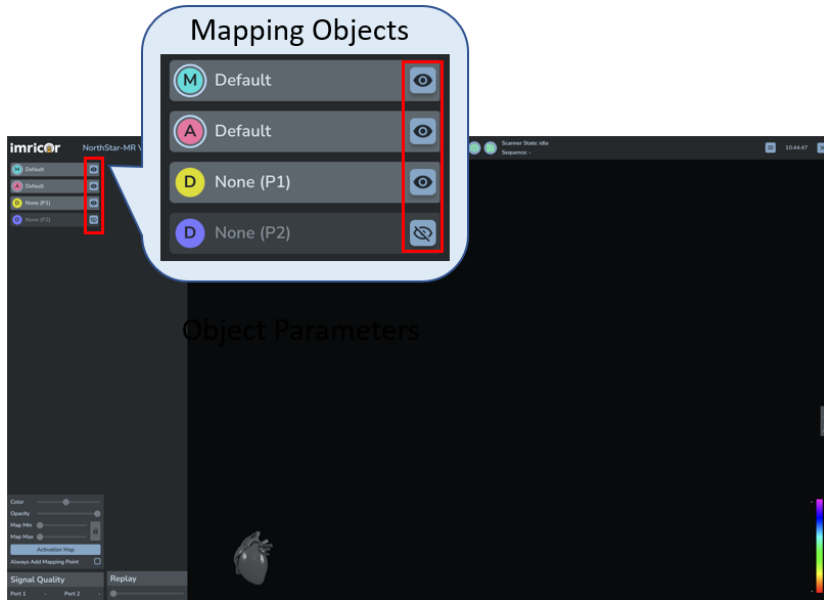 Mapping Objects
M Default
A Default
D None (P1)
D None (P2)
imricor NorthStar-MR
Scanner State: Idle
Sequence: -
10:44:47
M Default
A Default
D None (P1)
D None (P2)
Object Parameters
Color
Opacity
Map Min
Map Max
Activation Map
Always Add Mapping Point
Signal Quality
Replay
Port 1 - Port 2 -